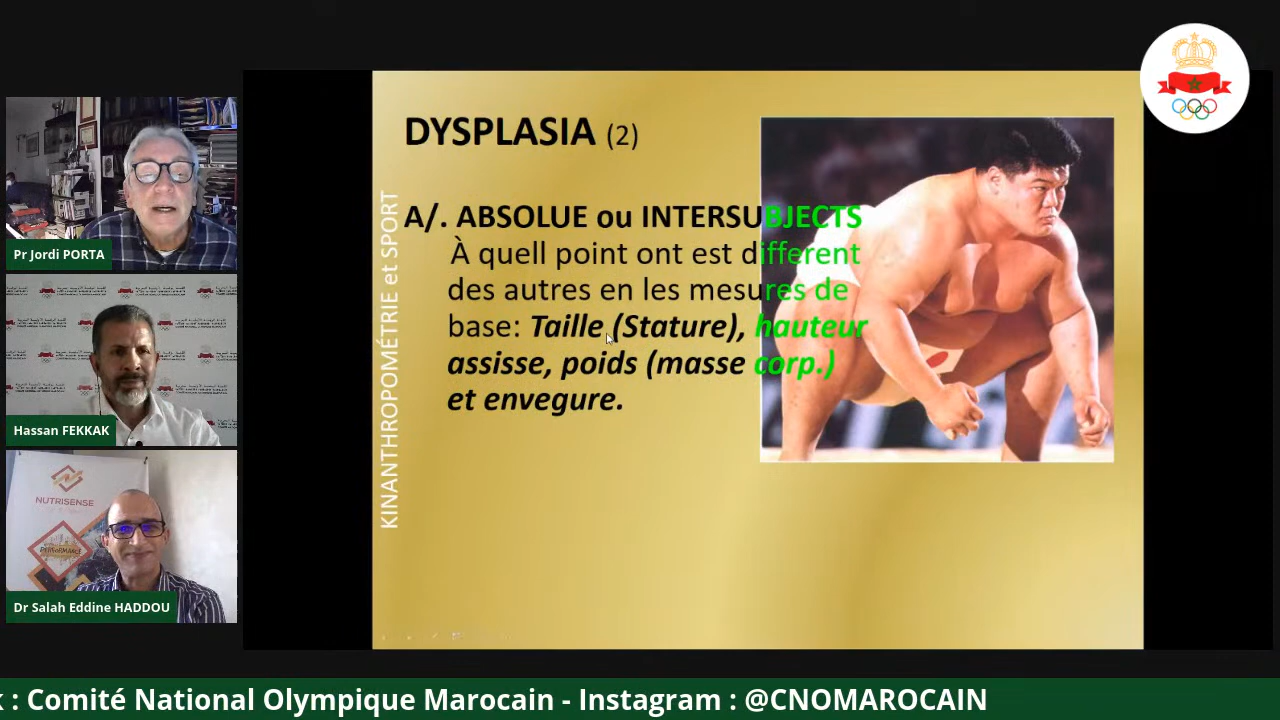 DYSPLASIA (2)
A/. ABSOLUE ou INTERSUBJECTS
À quell point ont est different
des autres en les mesures de
base: Taille (Stature), hauteur
assisse, poids (masse corp.)
et envegure.
KINANTHROPOMÉTRIE et SPORT
Pr Jordi PORTA
Hassan FEKKAK
NUTRISENSE
PERFORMANCE
Dr Salah Eddine HADDOU
: Comité National Olympique Marocain - Instagram : @CNOMAROCAIN